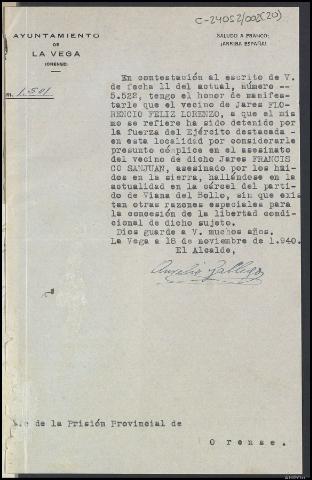 C-24052/002(20)
AYUNTAMIENTO
DE
LA VEGA
(ORENSE)
SALUDO A FRANCO:
¡ARRIBA ESPAÑA!
1.501
En contestación al escrito de V.
de fecha 11 del actual, número --
5.522, tengo el honor de manifes-
tarle que el vecino de Jares FLO-
RENCIO FELIZ LORENZO, a que el mis
mo se refiere ha sido detenido por
la fuerza del Ejército destacada -
en esta localidad por considerarle
presunto cómplice en el asesinato
del vecino de dicho Jares FRANCIS
CO SANJUAN, asesinado por los hüi-
dos en la sierra, hallándose en la
actualidad en la cárcel del parti-
do de Viana del Bollo, sin que exis
tan otras razones especiales para
la concesión de la libertad condi-
cional de dicho sujeto.
Dios guarde a V. muchos años.
La Vega a 18 de noviembre de 1.940.
El Alcalde,
Aurelio Gallego
de la Prisión Provincial de
Orense.